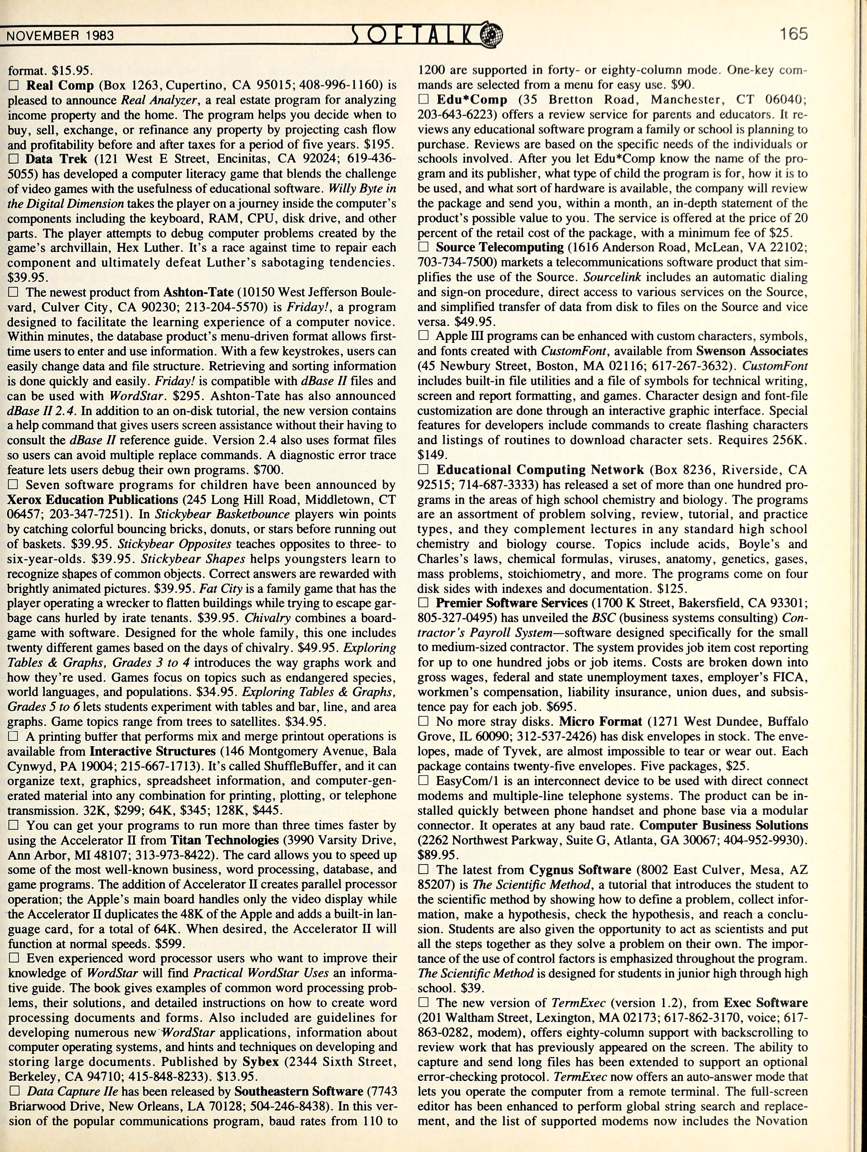 NOVEMBER 1983
SOFTALK
165
format. $15.95.
□ Real Comp (Box 1263, Cupertino, CA 95015; 408-996-1160) is
pleased to announce Real Analyzer, a real estate program for analyzing
income property and the home. The program helps you decide when to
buy, sell, exchange, or refinance any property by projecting cash flow
and profitability before and after taxes for a period of five years. $195.
□ Data Trek (121 West E Street, Encinitas, CA 92024; 619-436-
5055) has developed a computer literacy game that blends the challenge
of video games with the usefulness of educational software. Willy Byte in
the Digital Dimension takes the player on a journey inside the computer's
components including the keyboard, RAM, CPU, disk drive, and other
parts. The player attempts to debug computer problems created by the
game's archvillain, Hex Luther. It's a race against time to repair each
component and ultimately defeat Luther's sabotaging tendencies.
$39.95.
□ The newest product from Ashton-Tate (10150 West Jefferson Boule-
vard, Culver City, CA 90230; 213-204-5570) is Friday!, a program
designed to facilitate the learning experience of a computer novice.
Within minutes, the database product's menu-driven format allows first-
time users to enter and use information. With a few keystrokes, users can
easily change data and file structure. Retrieving and sorting information
is done quickly and easily. Friday! is compatible with dBase II files and
can be used with WordStar. $295. Ashton-Tate has also announced
dBase II 2.4. In addition to an on-disk tutorial, the new version contains
a help command that gives users screen assistance without their having to
consult the dBase II reference guide. Version 2.4 also uses format files
so users can avoid multiple replace commands. A diagnostic error trace
feature lets users debug their own programs. $700.
□ Seven software programs for children have been announced by
Xerox Education Publications (245 Long Hill Road, Middletown, CT
06457; 203-347-7251). In Stickybear Basketbounce players win points
by catching colorful bouncing bricks, donuts, or stars before running out
of baskets. $39.95. Stickybear Opposites teaches opposites to three- to
six-year-olds. $39.95. Stickybear Shapes helps youngsters learn to
recognize shapes of common objects. Correct answers are rewarded with
brightly animated pictures. $39.95. Fat City is a family game that has the
player operating a wrecker to flatten buildings while trying to escape gar-
bage cans hurled by irate tenants. $39.95. Chivalry combines a board-
game with software. Designed for the whole family, this one includes
twenty different games based on the days of chivalry. $49.95. Exploring
Tables & Graphs, Grades 3 to 4 introduces the way graphs work and
how they're used. Games focus on topics such as endangered species,
world languages, and populations. $34.95. Exploring Tables & Graphs,
Grades 5 to 6 lets students experiment with tables and bar, line, and area
graphs. Game topics range from trees to satellites. $34.95.
□ A printing buffer that performs mix and merge printout operations is
available from Interactive Structures (146 Montgomery Avenue, Bala
Cynwyd, PA 19004; 215-667-1713). It's called ShuffleBuffer, and it can
organize text, graphics, spreadsheet information, and computer-gen-
erated material into any combination for printing, plotting, or telephone
transmission. 32K, $299; 64K, $345; 128K, $445.
□ You can get your programs to run more than three times faster by
using the Accelerator II from Titan Technologies (3990 Varsity Drive,
Ann Arbor, MI 48107; 313-973-8422). The card allows you to speed up
some of the most well-known business, word processing, database, and
game programs. The addition of Accelerator II creates parallel processor
operation; the Apple's main board handles only the video display while
the Accelerator II duplicates the 48K of the Apple and adds a built-in lan-
guage card, for a total of 64K. When desired, the Accelerator II will
function at normal speeds. $599.
□ Even experienced word processor users who want to improve their
knowledge of WordStar will find Practical WordStar Uses an informa-
tive guide. The book gives examples of common word processing prob-
lems, their solutions, and detailed instructions on how to create word
processing documents and forms. Also included are guidelines for
developing numerous new WordStar applications, information about
computer operating systems, and hints and techniques on developing and
storing large documents. Published by Sybex (2344 Sixth Street,
Berkeley, CA 94710; 415-848-8233). $13.95.
□ Data Capture IIe has been released by Southeastern Software (7743
Briarwood Drive, New Orleans, LA 70128; 504-246-8438). In this ver-
sion of the popular communications program, baud rates from 110 to
1200 are supported in forty- or eighty-column mode. One-key com-
mands are selected from a menu for easy use. $90.
□ Edu*Comp (35 Bretton Road, Manchester, CT 06040;
203-643-6223) offers a review service for parents and educators. It re-
views any educational software program a family or school is planning to
purchase. Reviews are based on the specific needs of the individuals or
schools involved. After you let Edu*Comp know the name of the pro-
gram and its publisher, what type of child the program is for, how it is to
be used, and what sort of hardware is available, the company will review
the package and send you, within a month, an in-depth statement of the
product's possible value to you. The service is offered at the price of 20
percent of the retail cost of the package, with a minimum fee of $25.
□ Source Telecomputing (1616 Anderson Road, McLean, VA 22102;
703-734-7500) markets a telecommunications software product that sim-
plifies the use of the Source. Sourcelink includes an automatic dialing
and sign-on procedure, direct access to various services on the Source,
and simplified transfer of data from disk to files on the Source and vice
versa. $49.95.
□ Apple III programs can be enhanced with custom characters, symbols,
and fonts created with CustomFont, available from Swenson Associates
(45 Newbury Street, Boston, MA 02116; 617-267-3632). CustomFont
includes built-in file utilities and a file of symbols for technical writing,
screen and report formatting, and games. Character design and font-file
customization are done through an interactive graphic interface. Special
features for developers include commands to create flashing characters
and listings of routines to download character sets. Requires 256K.
$149.
□ Educational Computing Network (Box 8236, Riverside, CA
92515; 714-687-3333) has released a set of more than one hundred pro-
grams in the areas of high school chemistry and biology. The programs
are an assortment of problem solving, review, tutorial, and practice
types, and they complement lectures in any standard high school
chemistry and biology course. Topics include acids, Boyle's and
Charles's laws, chemical formulas, viruses, anatomy, genetics, gases,
mass problems, stoichiometry, and more. The programs come on four
disk sides with indexes and documentation. $125.
□ Premier Software Services (1700 K Street, Bakersfield, CA 93301;
805-327-0495) has unveiled the BSC (business systems consulting) Con-
tractor's Payroll System—software designed specifically for the small
to medium-sized contractor. The system provides job item cost reporting
for up to one hundred jobs or job items. Costs are broken down into
gross wages, federal and state unemployment taxes, employer's FICA,
workmen's compensation, liability insurance, union dues, and subsis-
tence pay for each job. $695.
□ No more stray disks. Micro Format (1271 West Dundee, Buffalo
Grove, IL 60090; 312-537-2426) has disk envelopes in stock. The enve-
lopes, made of Tyvek, are almost impossible to tear or wear out. Each
package contains twenty-five envelopes. Five packages, $25.
□ EasyCom/1 is an interconnect device to be used with direct connect
modems and multiple-line telephone systems. The product can be in-
stalled quickly between phone handset and phone base via a modular
connector. It operates at any baud rate. Computer Business Solutions
(2262 Northwest Parkway, Suite G, Atlanta, GA 30067; 404-952-9930).
$89.95.
□ The latest from Cygnus Software (8002 East Culver, Mesa, AZ
85207) is The Scientific Method, a tutorial that introduces the student to
the scientific method by showing how to define a problem, collect infor-
mation, make a hypothesis, check the hypothesis, and reach a conclu-
sion. Students are also given the opportunity to act as scientists and put
all the steps together as they solve a problem on their own. The impor-
tance of the use of control factors is emphasized throughout the program.
The Scientific Method is designed for students in junior high through high
school. $39.
□ The new version of TermExec (version 1.2), from Exec Software
(201 Waltham Street, Lexington, MA 02173; 617-862-3170, voice; 617-
863-0282, modem), offers eighty-column support with backscrolling to
review work that has previously appeared on the screen. The ability to
capture and send long files has been extended to support an optional
error-checking protocol. TermExec now offers an auto-answer mode that
lets you operate the computer from a remote terminal. The full-screen
editor has been enhanced to perform global string search and replace-
ment, and the list of supported modems now includes the Novation